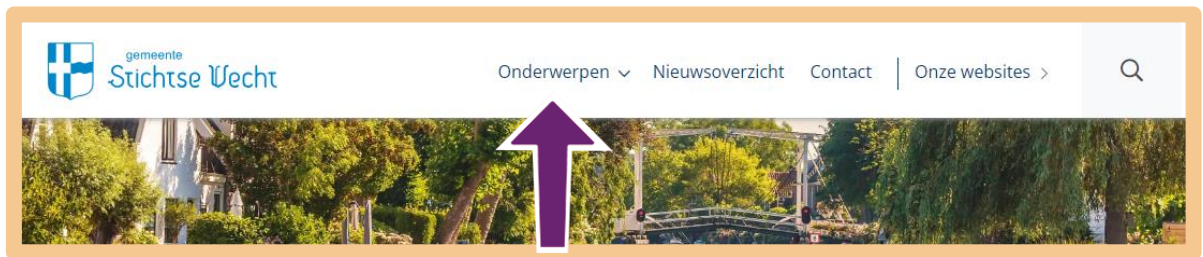 gemeente
Stichtse Vecht
Onderwerpen Nieuwsoverzicht Contact Onze websites